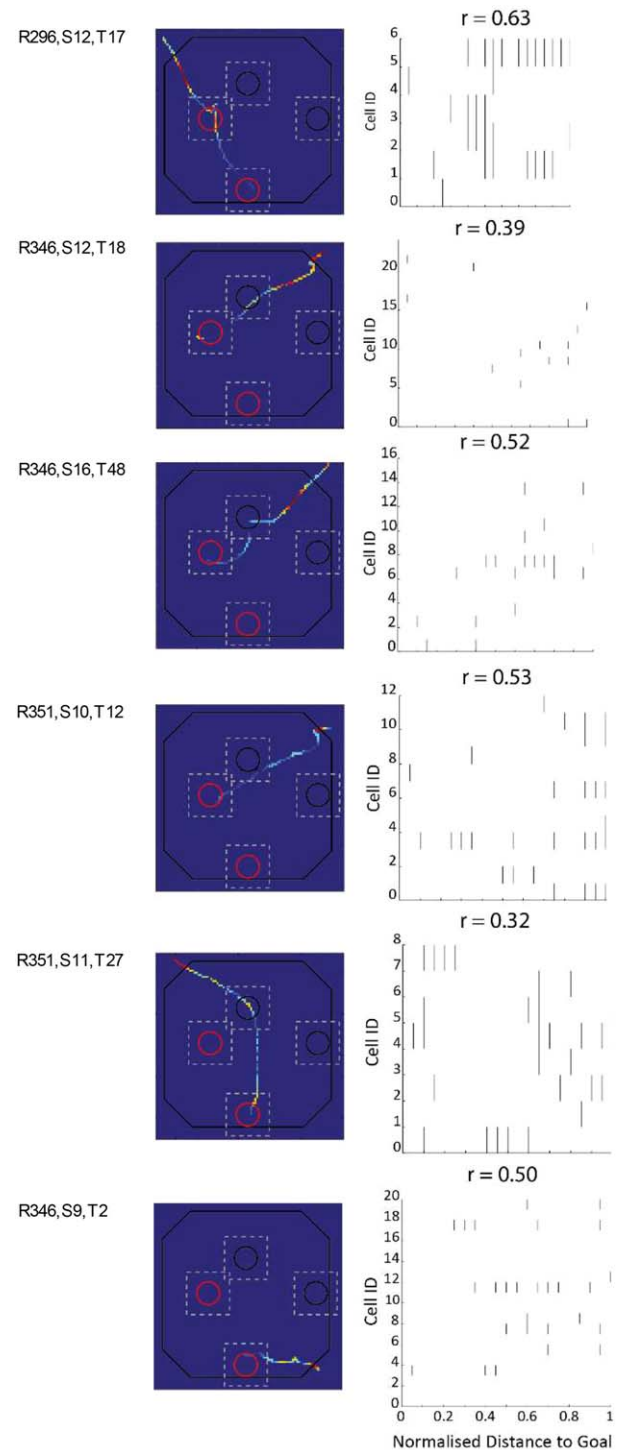 R296,S12,T17
r = 0.63
6
5
4
3
2
1
0
Cell ID
R346,S12,T18
r = 0.39
20
15
10
5
0
Cell ID
R346,S16,T48
r = 0.52
16
14
12
10
8
6
4
2
0
Cell ID
R351,S10,T12
r = 0.53
12
10
8
6
4
2
0
Cell ID
R351,S11,T27
r = 0.32
8
7
6
5
4
3
2
1
0
Cell ID
R346,S9,T2
r = 0.50
20
18
16
14
12
10
8
6
4
2
0
Cell ID
0 0.2 0.4 0.6 0.8 1
Normalised Distance to Goal